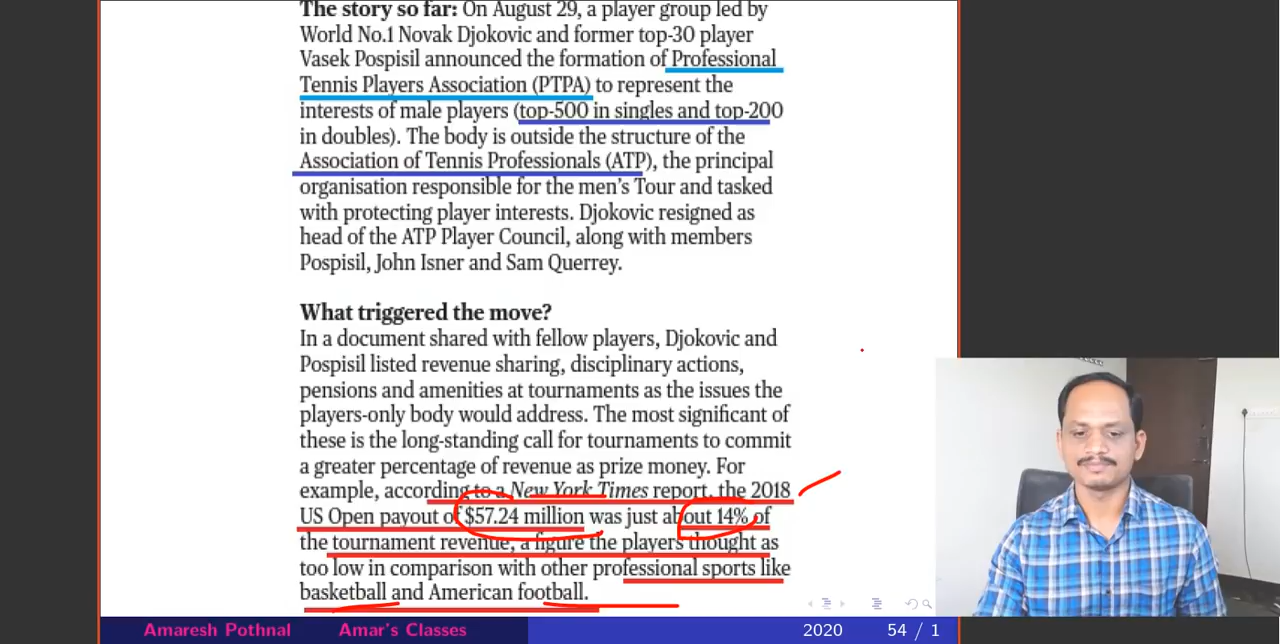 The story so far: On August 29, a player group led by
World No.1 Novak Djokovic and former top-30 player
Vasek Pospisil announced the formation of Professional
Tennis Players Association (PTPA) to represent the
interests of male players (top-500 in singles and top-200
in doubles). The body is outside the structure of the
Association of Tennis Professionals (ATP), the principal
organisation responsible for the men's Tour and tasked
with protecting player interests. Djokovic resigned as
head of the ATP Player Council, along with members
Pospisil, John Isner and Sam Querrey.
What triggered the move?
In a document shared with fellow players, Djokovic and
Pospisil listed revenue sharing, disciplinary actions,
pensions and amenities at tournaments as the issues the
players-only body would address. The most significant of
these is the long-standing call for tournaments to commit
a greater percentage of revenue as prize money. For
example, according to a New York Times report, the 2018
US Open payout of $57.24 million was just about 14% of
the tournament revenue, a figure the players thought as
too low in comparison with other professional sports like
basketball and American football.
Amaresh Pothnal Amar's Classes 2020 54 / 1